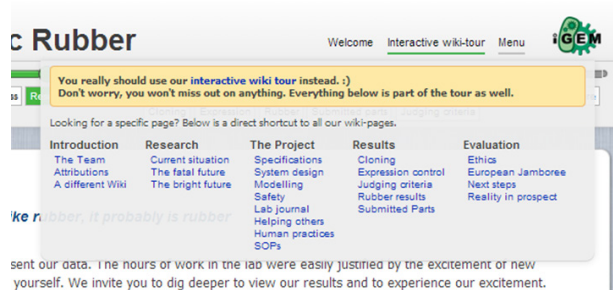 c Rubber
Welcome Interactive wiki-tour Menu
iGEM
You really should use our interactive wiki tour instead. :)
Don't worry, you won't miss out on anything. Everything below is part of the tour as well.
Cloning Expression Rubber Submitted parts Judging criteria
Looking for a specific page? Below is a direct shortcut to all our wiki-pages.
Introduction Research The Project Results Evaluation
The Team Current situation Specifications Cloning Ethics
Attributions The fatal future System design Expression control European Jamboree
A different Wiki The bright future Modelling Judging criteria Next steps
Safety Rubber results Reality in prospect
Lab journal Submitted Parts
Helping others
Human practices
SOPs
ke rubber, it probably is rubber
sent our data. The hours of work in the lab were easily justified by the excitement of new
yourself. We invite you to dig deeper to view our results and to experience our excitement.